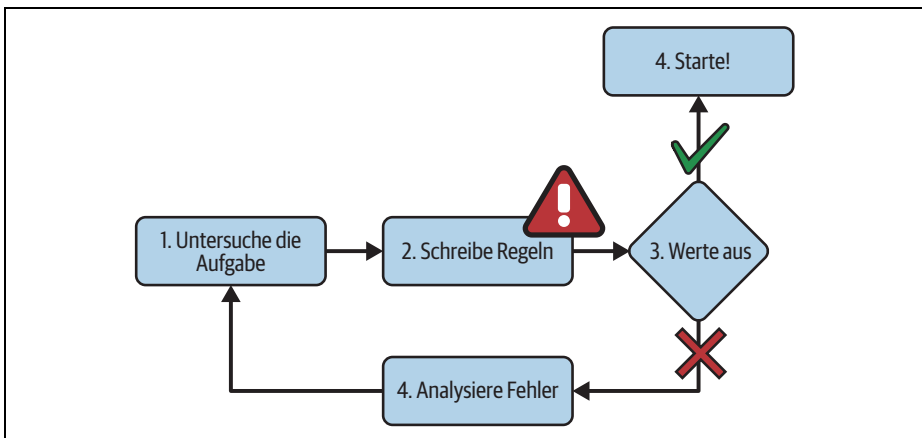 4. Starte!
1. Untersuche die
Aufgabe
2. Schreibe Regeln
3. Werte aus
4. Analysiere Fehler